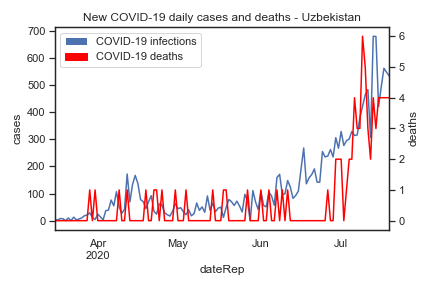 New COVID-19 daily cases and deaths - Uzbekistan
COVID-19 infections
COVID-19 deaths
700
600
500
400
300
200
100
0
cases
6
5
4
3
2
1
0
deaths
Apr
2020
May
Jun
Jul
dateRep